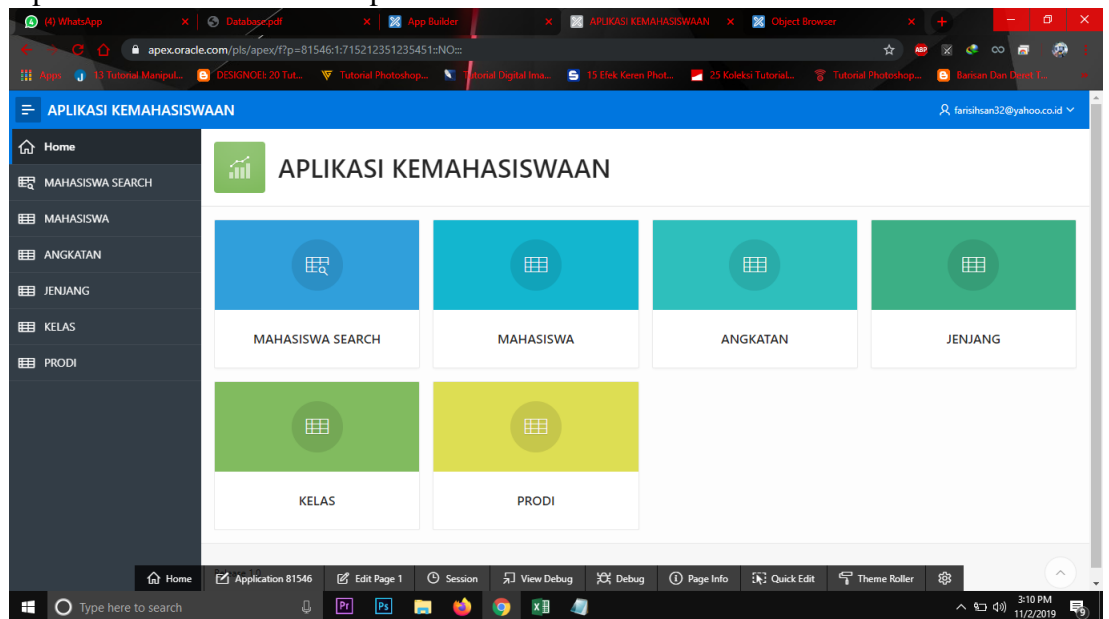 (4) WhatsApp
Database.pdf
App Builder
APLIKASI KEMAHASISWAAN
Object Browser
apex.oracle.com/pls/apex/f?p=81546:1:715212351235451::NO:::
Apps
13 Tutorial Manipul...
DESIGNOEL: 20 Tut...
Tutorial Photoshop...
Tutorial Digital Ima...
15 Efek Keren Phot...
25 Koleksi Tutorial...
Tutorial Photoshop...
Barisan Dan Deret
APLIKASI KEMAHASISWAAN
farisihsan32@yahoo.co.id
Home
MAHASISWA SEARCH
MAHASISWA
ANGKATAN
JENJANG
KELAS
PRODI
APLIKASI KEMAHASISWAAN
MAHASISWA SEARCH
MAHASISWA
ANGKATAN
JENJANG
KELAS
PRODI
Release 1.0
Home
Application 81546
Edit Page 1
Session
View Debug
Debug
Page Info
Quick Edit
Theme Roller
Type here to search
3:10 PM
11/2/2019